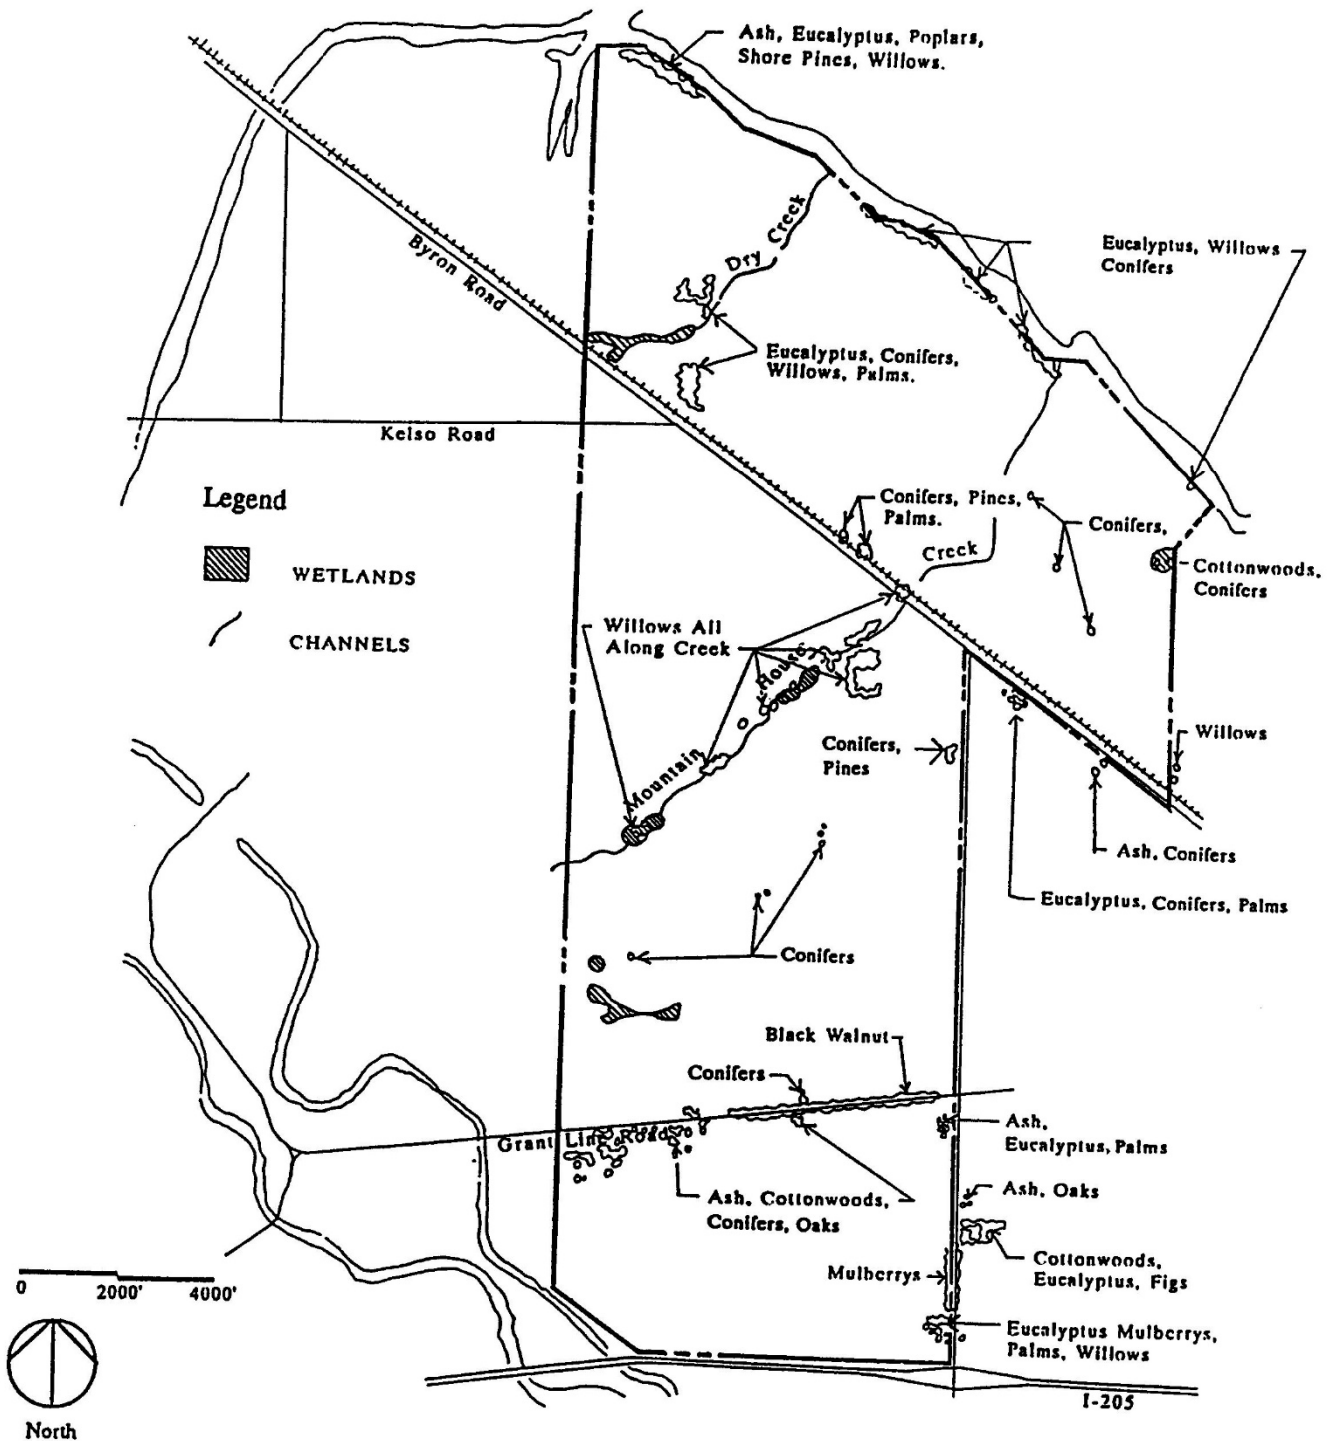 Ash, Eucalyptus, Poplars,
Shore Pines, Willows.
Dry Creek
Byron Road
Eucalyptus, Willows
Conifers
Eucalyptus, Conifers,
Willows, Palms.
Kelso Road
Legend
WETLANDS
CHANNELS
Conifers, Pines,
Palms.
Conifers,
Creek
Cottonwoods,
Conifers
Willows All
Along Creek
House
Mountain
Conifers,
Pines
Willows
Ash, Conifers
Eucalyptus, Conifers, Palms
Conifers
Black Walnut
Conifers
Grant Line Road
Ash,
Eucalyptus, Palms
Ash, Oaks
Ash, Cottonwoods,
Conifers, Oaks
Cottonwoods,
Eucalyptus, Figs
Mulberrys
Eucalyptus Mulberrys,
Palms, Willows
I-205
0 2000' 4000'
North